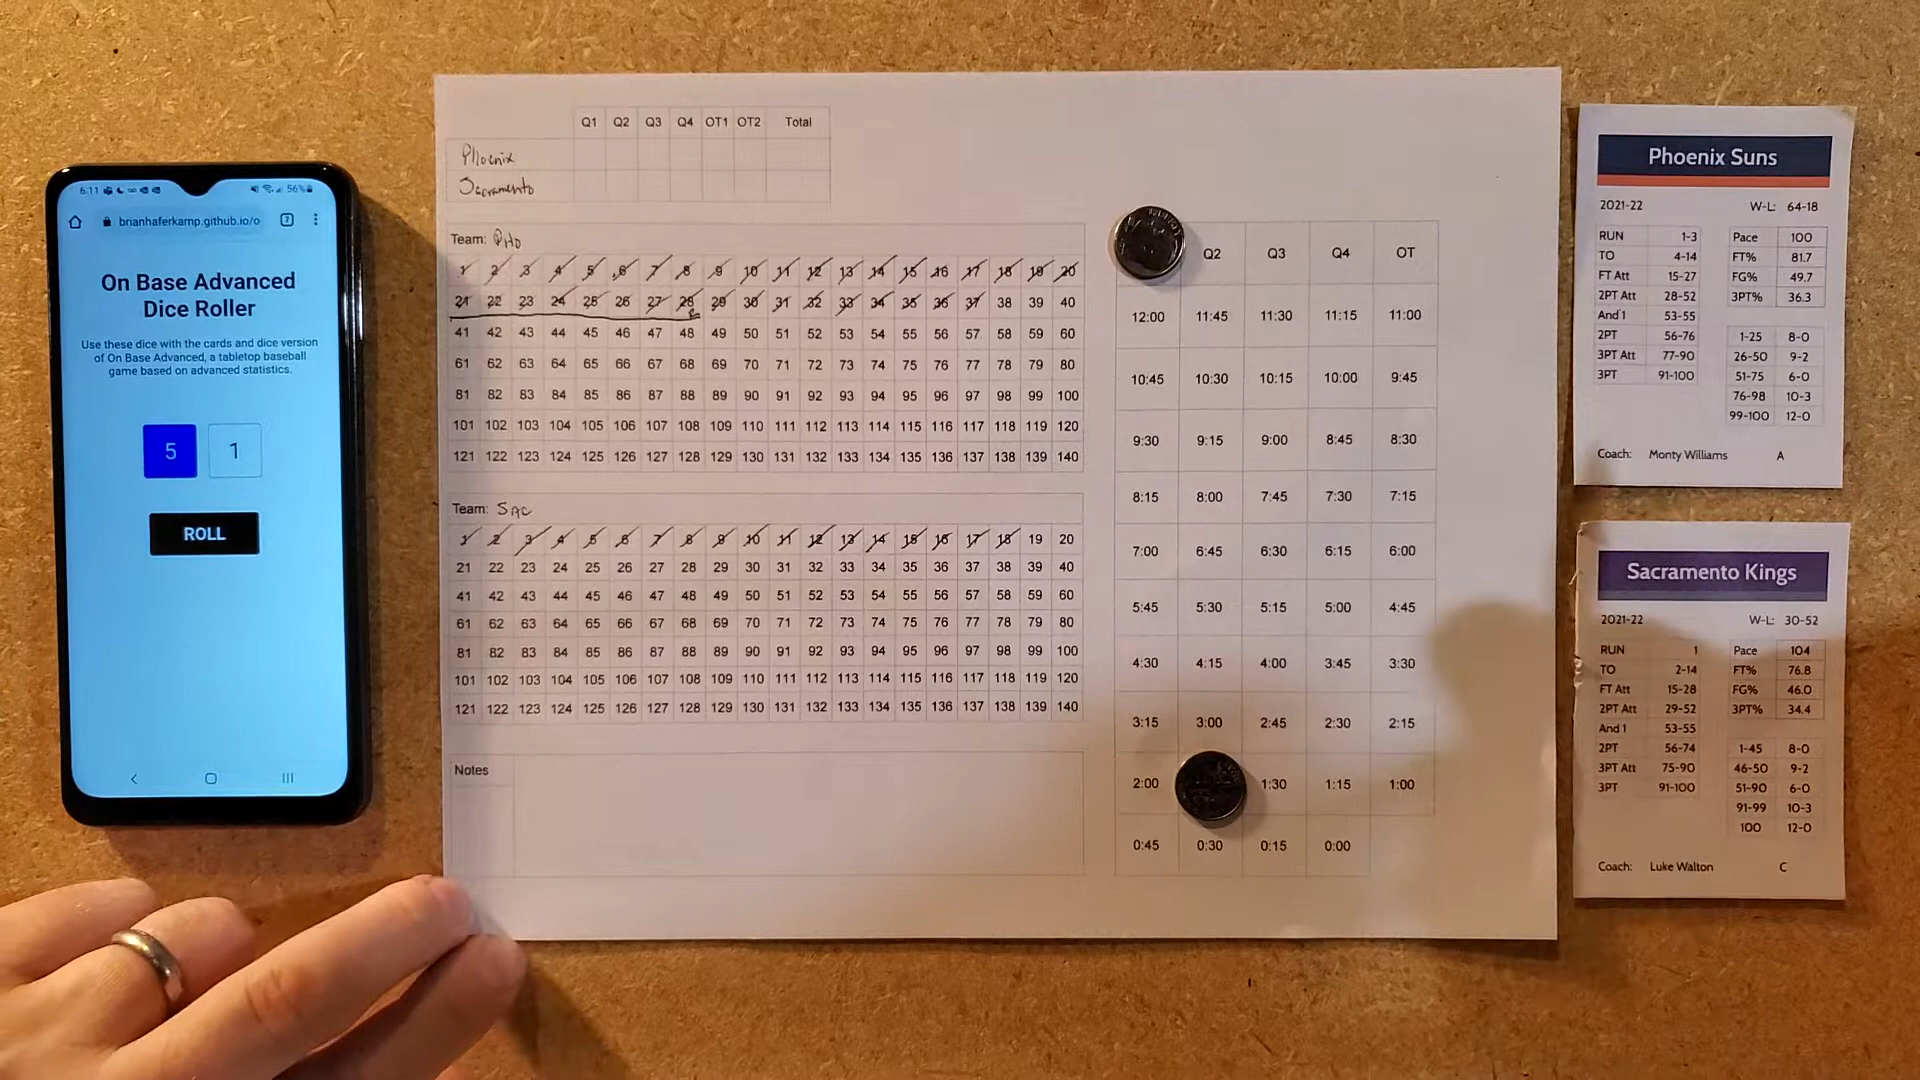 6:11 56%
brianhaferkamp.github.io/o 7
On Base Advanced
Dice Roller
Use these dice with the cards and dice version
of On Base Advanced, a tabletop baseball
game based on advanced statistics.
5 1
ROLL
Q1 Q2 Q3 Q4 OT1 OT2 Total
Phoenix
Sacramento
Team: PHO
1 2 3 4 5 6 7 8 9 10 11 12 13 14 15 16 17 18 19 20
21 22 23 24 25 26 27 28 29 30 31 32 33 34 35 36 37 38 39 40
41 42 43 44 45 46 47 48 49 50 51 52 53 54 55 56 57 58 59 60
61 62 63 64 65 66 67 68 69 70 71 72 73 74 75 76 77 78 79 80
81 82 83 84 85 86 87 88 89 90 91 92 93 94 95 96 97 98 99 100
101 102 103 104 105 106 107 108 109 110 111 112 113 114 115 116 117 118 119 120
121 122 123 124 125 126 127 128 129 130 131 132 133 134 135 136 137 138 139 140
Team: SAC
1 2 3 4 5 6 7 8 9 10 11 12 13 14 15 16 17 18 19 20
21 22 23 24 25 26 27 28 29 30 31 32 33 34 35 36 37 38 39 40
41 42 43 44 45 46 47 48 49 50 51 52 53 54 55 56 57 58 59 60
61 62 63 64 65 66 67 68 69 70 71 72 73 74 75 76 77 78 79 80
81 82 83 84 85 86 87 88 89 90 91 92 93 94 95 96 97 98 99 100
101 102 103 104 105 106 107 108 109 110 111 112 113 114 115 116 117 118 119 120
121 122 123 124 125 126 127 128 129 130 131 132 133 134 135 136 137 138 139 140
Notes
Q2 Q3 Q4 OT
12:00 11:45 11:30 11:15 11:00
10:45 10:30 10:15 10:00 9:45
9:30 9:15 9:00 8:45 8:30
8:15 8:00 7:45 7:30 7:15
7:00 6:45 6:30 6:15 6:00
5:45 5:30 5:15 5:00 4:45
4:30 4:15 4:00 3:45 3:30
3:15 3:00 2:45 2:30 2:15
2:00 1:30 1:15 1:00
0:45 0:30 0:15 0:00
Phoenix Suns
2021-22 W-L: 64-18
RUN 1-3 Pace 100
TO 4-14 FT% 81.7
FT Att 15-27 FG% 49.7
2PT Att 28-52 3PT% 36.3
And 1 53-55
2PT 56-76 1-25 8-0
3PT Att 77-90 26-50 9-2
3PT 91-100 51-75 6-0
76-98 10-3
99-100 12-0
Coach: Monty Williams A
Sacramento Kings
2021-22 W-L: 30-52
RUN 1 Pace 104
TO 2-14 FT% 76.8
FT Att 15-28 FG% 46.0
2PT Att 29-52 3PT% 34.4
And 1 53-55
2PT 56-74 1-45 8-0
3PT Att 75-90 46-50 9-2
3PT 91-100 51-90 6-0
91-99 10-3
100 12-0
Coach: Luke Walton C